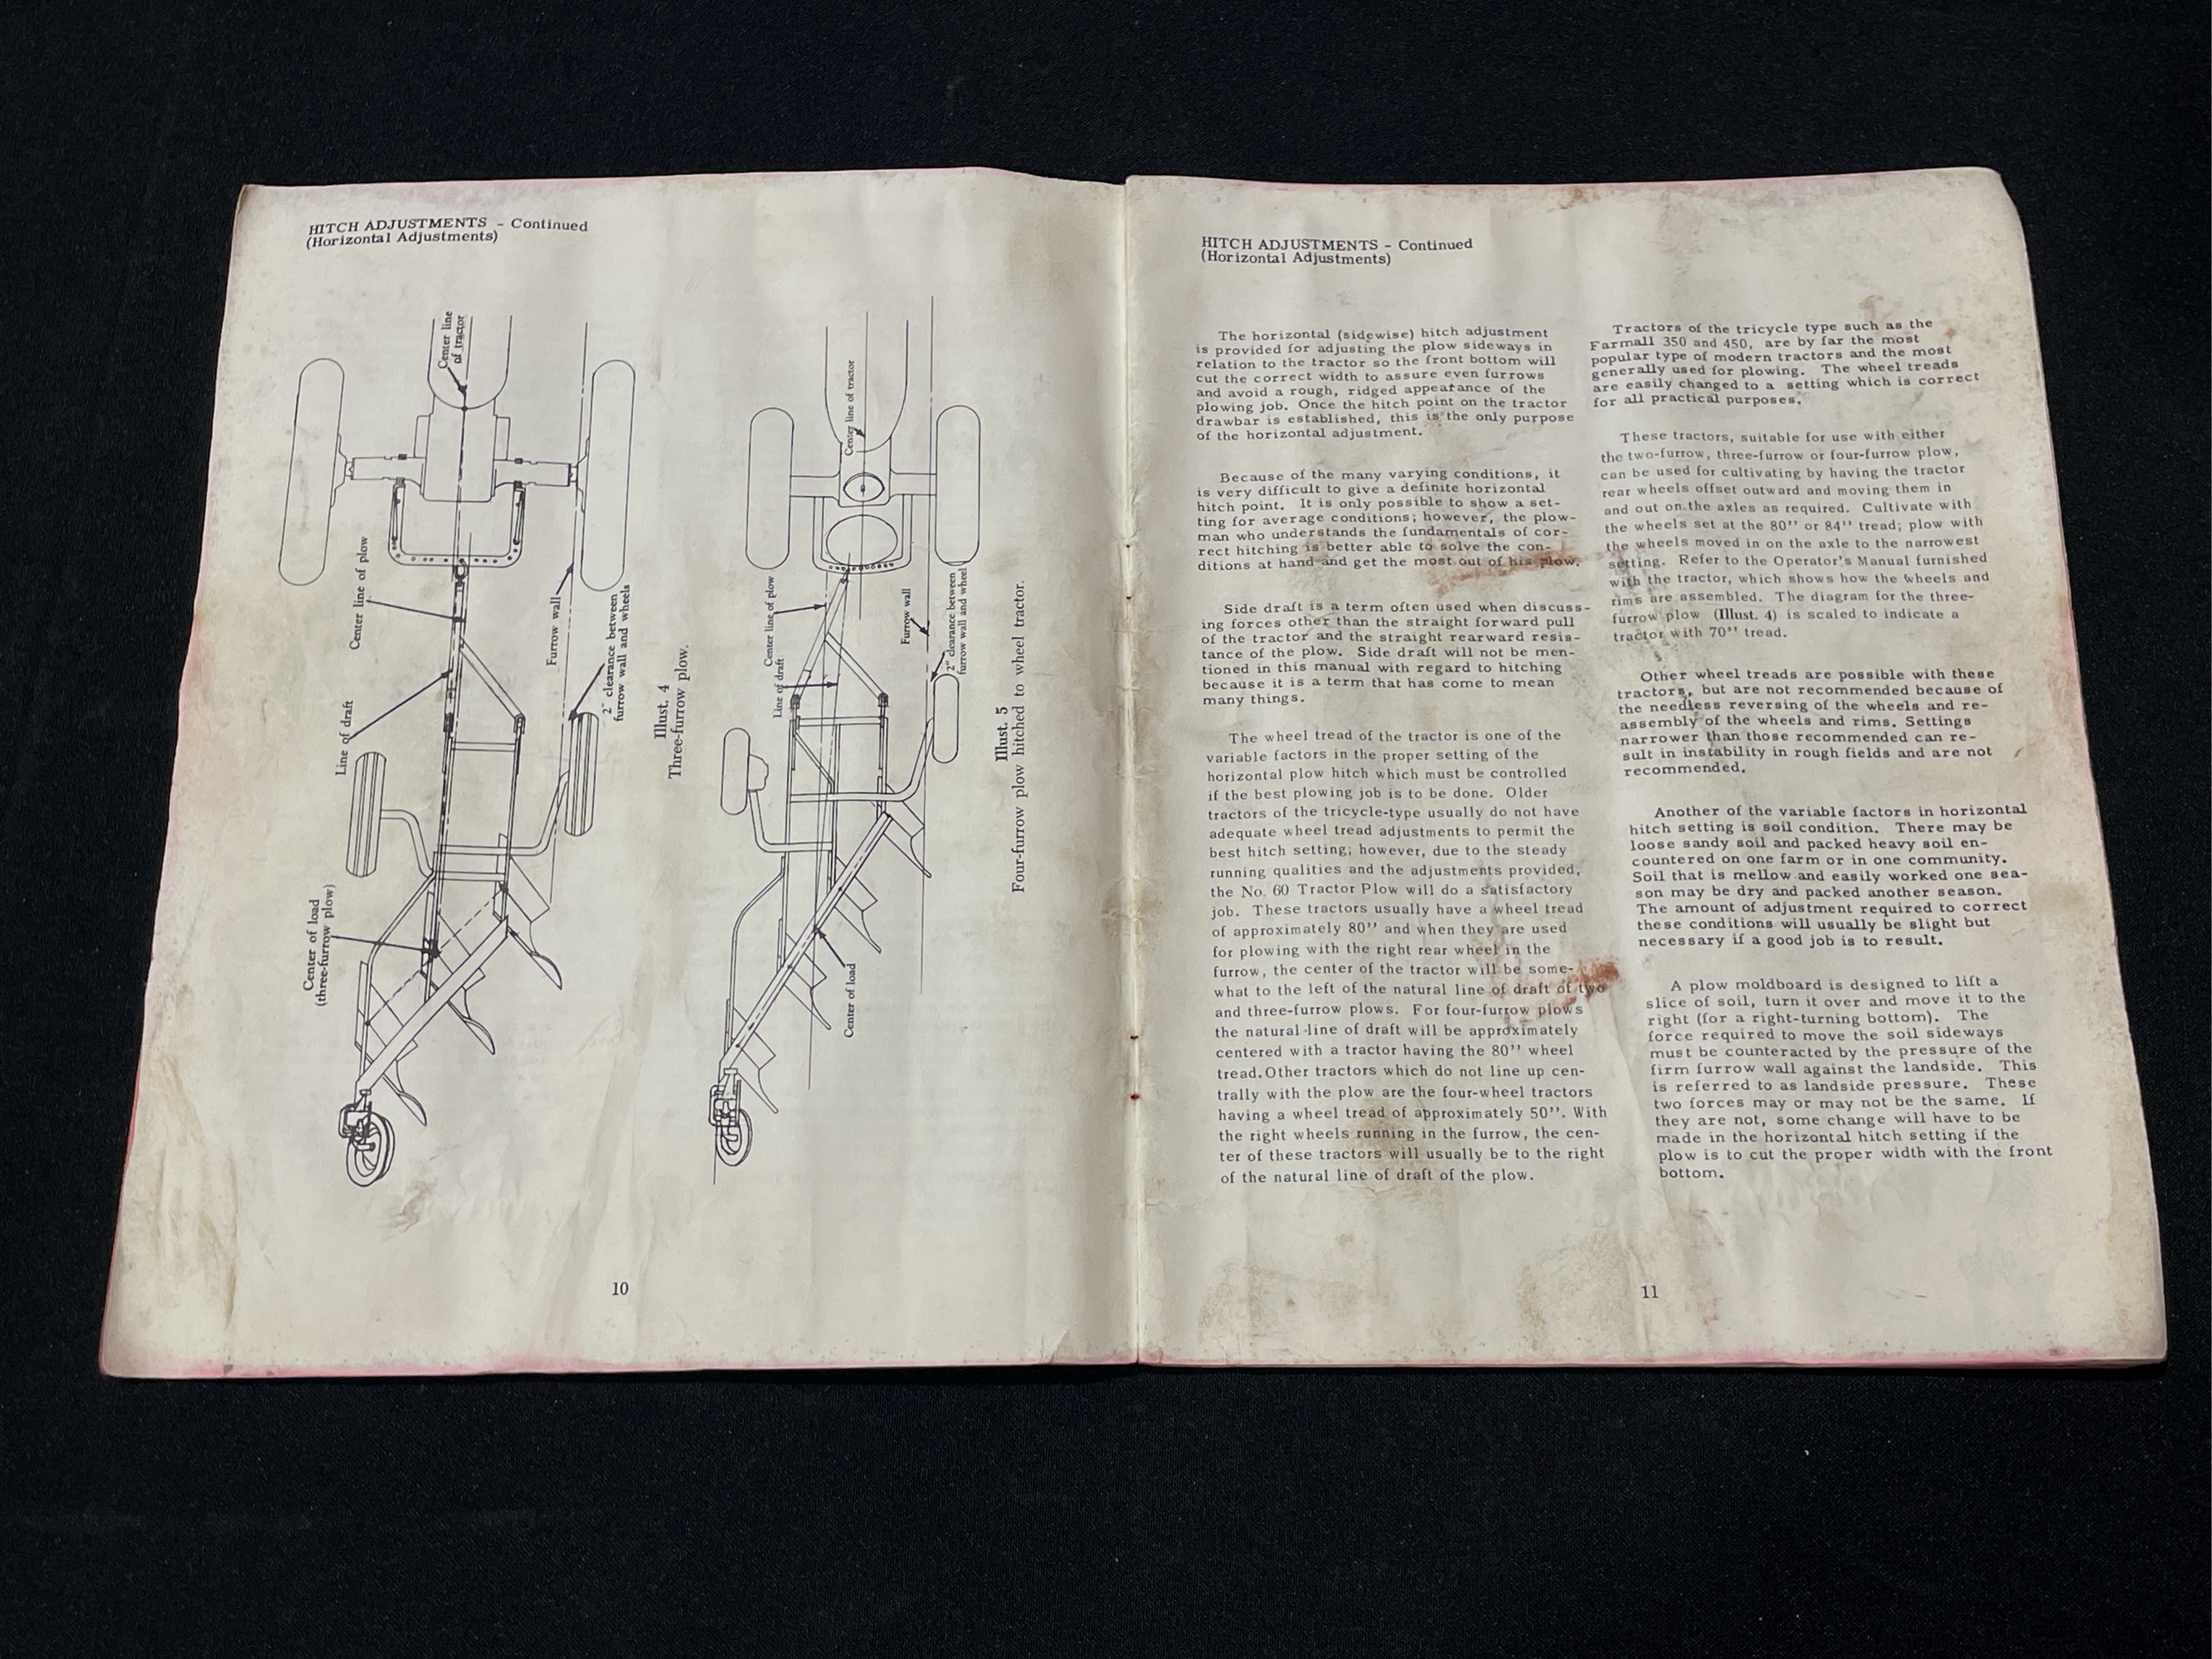 HITCH ADJUSTMENTS - Continued
(Horizontal Adjustments)
Center line
of tractor
Center line of plow
Line of draft
Center of load
(three-furrow plow)
Furrow wall
2" clearance between
furrow wall and wheels
Illust. 4
Three-furrow plow.
Center line of tractor
Center line of plow
Line of draft
Furrow wall
2" clearance between
furrow wall and wheel
Center of load
Illust. 5
Four-furrow plow hitched to wheel tractor.
10
HITCH ADJUSTMENTS - Continued
(Horizontal Adjustments)
The horizontal (sidewise) hitch adjustment
is provided for adjusting the plow sideways in
relation to the tractor so the front bottom will
cut the correct width to assure even furrows
and avoid a rough, ridged appearance of the
plowing job. Once the hitch point on the tractor
drawbar is established, this is the only purpose
of the horizontal adjustment.
Because of the many varying conditions, it
is very difficult to give a definite horizontal
hitch point. It is only possible to show a set-
ting for average conditions; however, the plow-
man who understands the fundamentals of cor-
rect hitching is better able to solve the con-
ditions at hand and get the most out of his plow.
Side draft is a term often used when discuss-
ing forces other than the straight forward pull
of the tractor and the straight rearward resis-
tance of the plow. Side draft will not be men-
tioned in this manual with regard to hitching
because it is a term that has come to mean
many things.
The wheel tread of the tractor is one of the
variable factors in the proper setting of the
horizontal plow hitch which must be controlled
if the best plowing job is to be done. Older
tractors of the tricycle-type usually do not have
adequate wheel tread adjustments to permit the
best hitch setting; however, due to the steady
running qualities and the adjustments provided,
the No. 60 Tractor Plow will do a satisfactory
job. These tractors usually have a wheel tread
of approximately 80'' and when they are used
for plowing with the right rear wheel in the
furrow, the center of the tractor will be some-
what to the left of the natural line of draft of two
and three-furrow plows. For four-furrow plows
the natural line of draft will be approximately
centered with a tractor having the 80'' wheel
tread. Other tractors which do not line up cen-
trally with the plow are the four-wheel tractors
having a wheel tread of approximately 50''. With
the right wheels running in the furrow, the cen-
ter of these tractors will usually be to the right
of the natural line of draft of the plow.
Tractors of the tricycle type such as the
Farmall 350 and 450, are by far the most
popular type of modern tractors and the most
generally used for plowing. The wheel treads
are easily changed to a setting which is correct
for all practical purposes.
These tractors, suitable for use with either
the two-furrow, three-furrow or four-furrow plow,
can be used for cultivating by having the tractor
rear wheels offset outward and moving them in
and out on the axles as required. Cultivate with
the wheels set at the 80'' or 84'' tread; plow with
the wheels moved in on the axle to the narrowest
setting. Refer to the Operator's Manual furnished
with the tractor, which shows how the wheels and
rims are assembled. The diagram for the three-
furrow plow (Illust. 4) is scaled to indicate a
tractor with 70'' tread.
Other wheel treads are possible with these
tractors, but are not recommended because of
the needless reversing of the wheels and re-
assembly of the wheels and rims. Settings
narrower than those recommended can re-
sult in instability in rough fields and are not
recommended.
Another of the variable factors in horizontal
hitch setting is soil condition. There may be
loose sandy soil and packed heavy soil en-
countered on one farm or in one community.
Soil that is mellow and easily worked one sea-
son may be dry and packed another season.
The amount of adjustment required to correct
these conditions will usually be slight but
necessary if a good job is to result.
A plow moldboard is designed to lift a
slice of soil, turn it over and move it to the
right (for a right-turning bottom). The
force required to move the soil sideways
must be counteracted by the pressure of the
firm furrow wall against the landside. This
is referred to as landside pressure. These
two forces may or may not be the same. If
they are not, some change will have to be
made in the horizontal hitch setting if the
plow is to cut the proper width with the front
bottom.
11